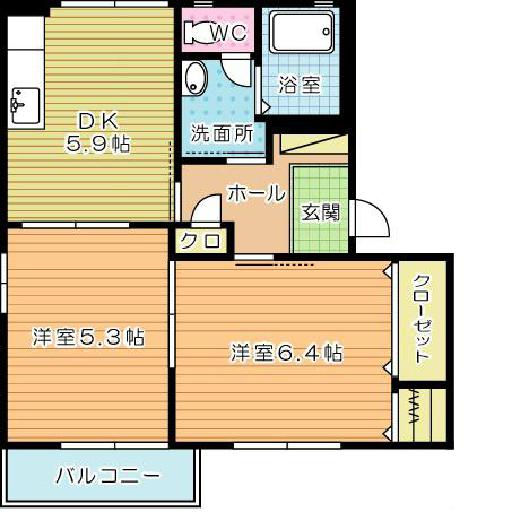 WC
浴室
洗面所
DK
5.9帖
ホール
玄関
クロ
クローゼット
洋室5.3帖
洋室6.4帖
バルコニー